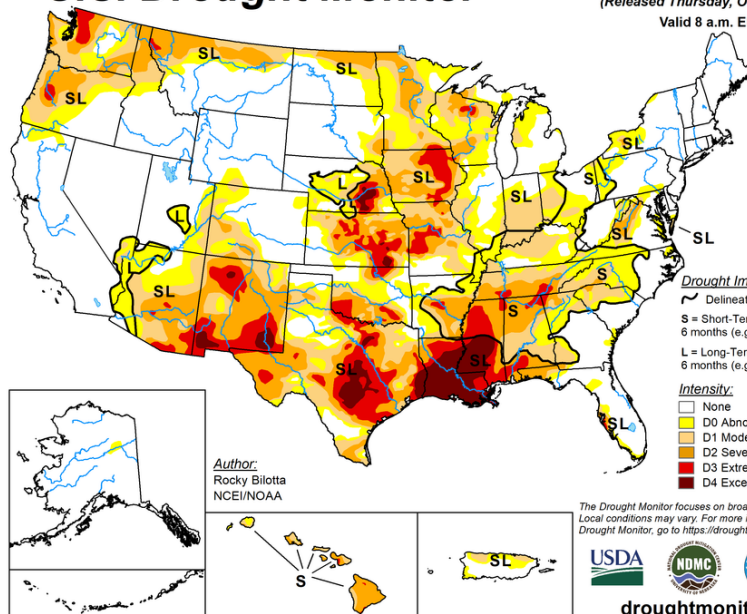 U.S. Drought Monitor
(Released Thursday, O
Valid 8 a.m. E
SL
SL
SL
SL
L
SL
S
SL
L
SL
SL
L
S
SL
S
SL
SL
SL
SL
Drought Im
Delineat
S = Short-Ter
6 months (e.g
L = Long-Ter
6 months (e.g
Intensity:
None
D0 Abno
D1 Mode
D2 Seve
D3 Extre
D4 Exce
Author:
Rocky Bilotta
NCEI/NOAA
S
SL
The Drought Monitor focuses on broa
Local conditions may vary. For more i
Drought Monitor, go to https://drought
USDA
NDMC
droughtmonit